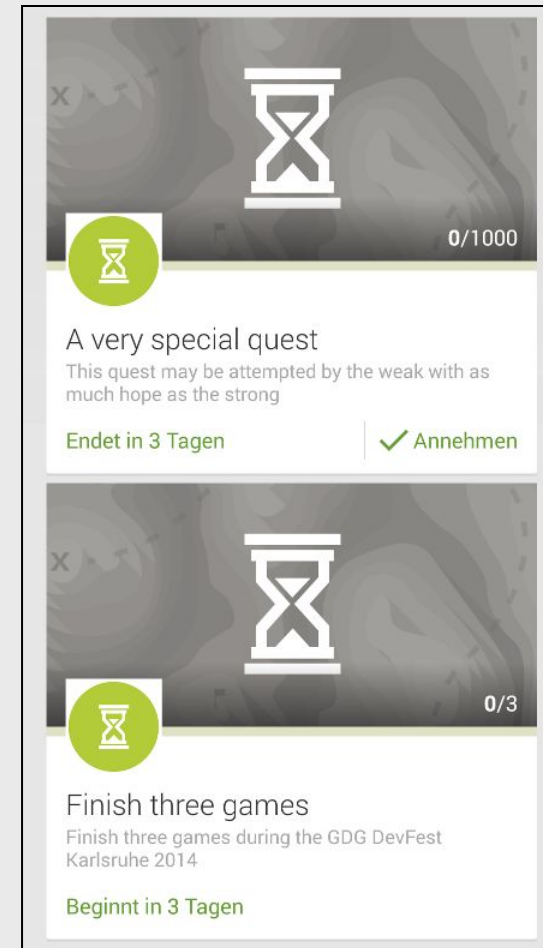 0/1000
A very special quest
This quest may be attempted by the weak with as
much hope as the strong
Endet in 3 Tagen
Annehmen
0/3
Finish three games
Finish three games during the GDG DevFest
Karlsruhe 2014
Beginnt in 3 Tagen